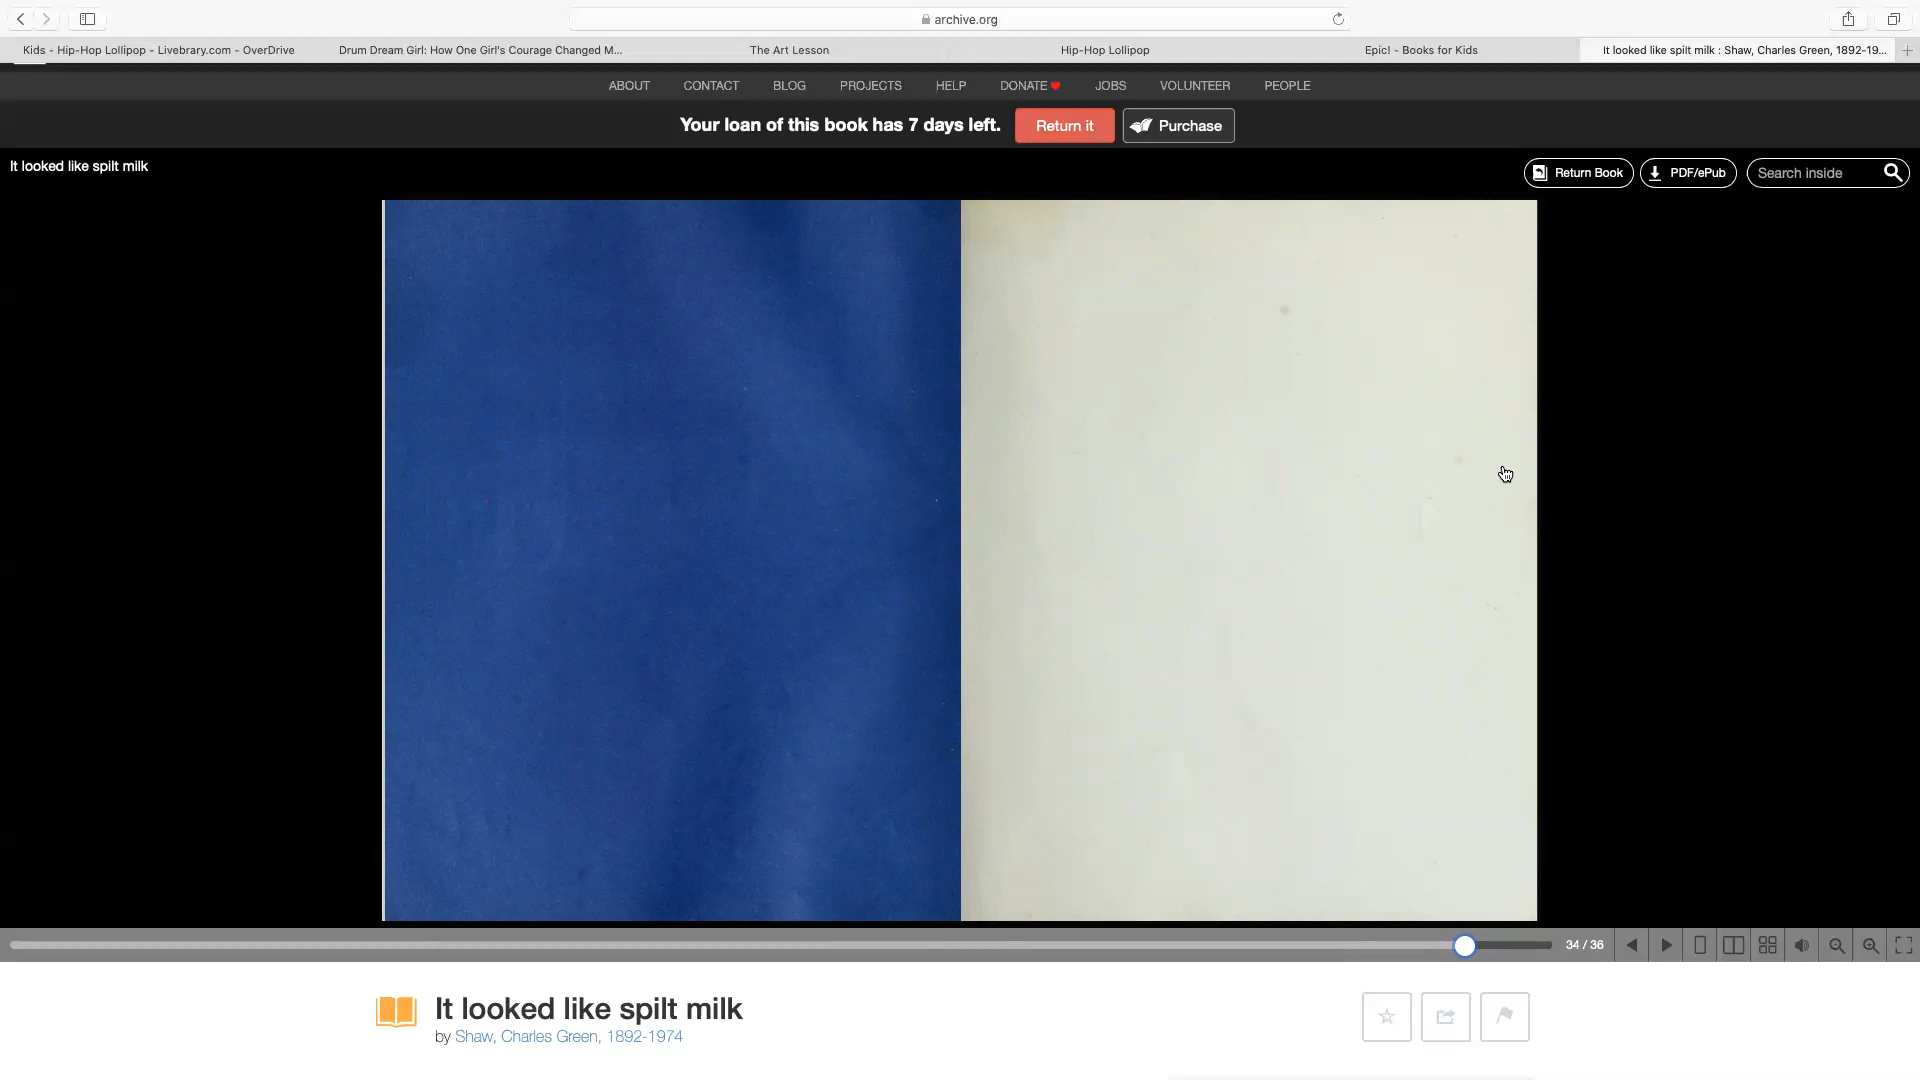 archive.org
Kids - Hip-Hop Lollipop - Livebrary.com - OverDrive
Drum Dream Girl: How One Girl's Courage Changed M...
The Art Lesson
Hip-Hop Lollipop
Epic! - Books for Kids
It looked like spilt milk : Shaw, Charles Green, 1892-19...
ABOUT CONTACT BLOG PROJECTS HELP DONATE JOBS VOLUNTEER PEOPLE
Your loan of this book has 7 days left. Return it Purchase
It looked like spilt milk
Return Book PDF/ePub Search inside
34 / 36
It looked like spilt milk
by Shaw, Charles Green, 1892-1974